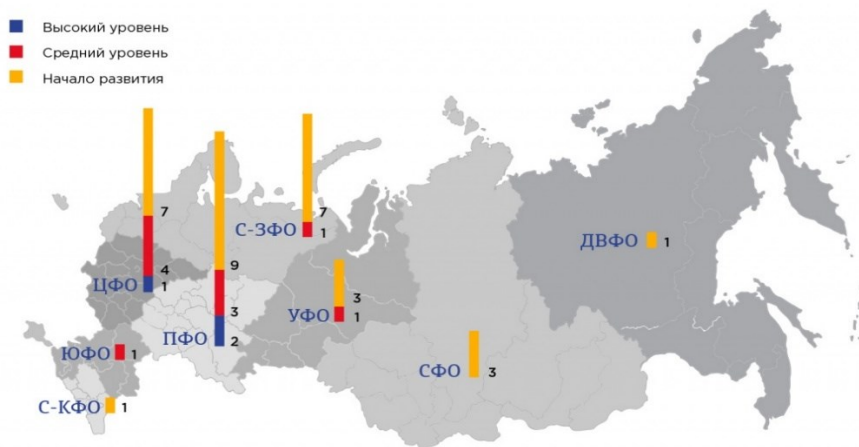 Высокий уровень
Средний уровень
Начало развития
7
4
ЦФО 1
9
3
ПФО 2
7
С-ЗФО 1
3
УФО 1
ДВФО 1
СФО 3
ЮФО 1
С-КФО 1